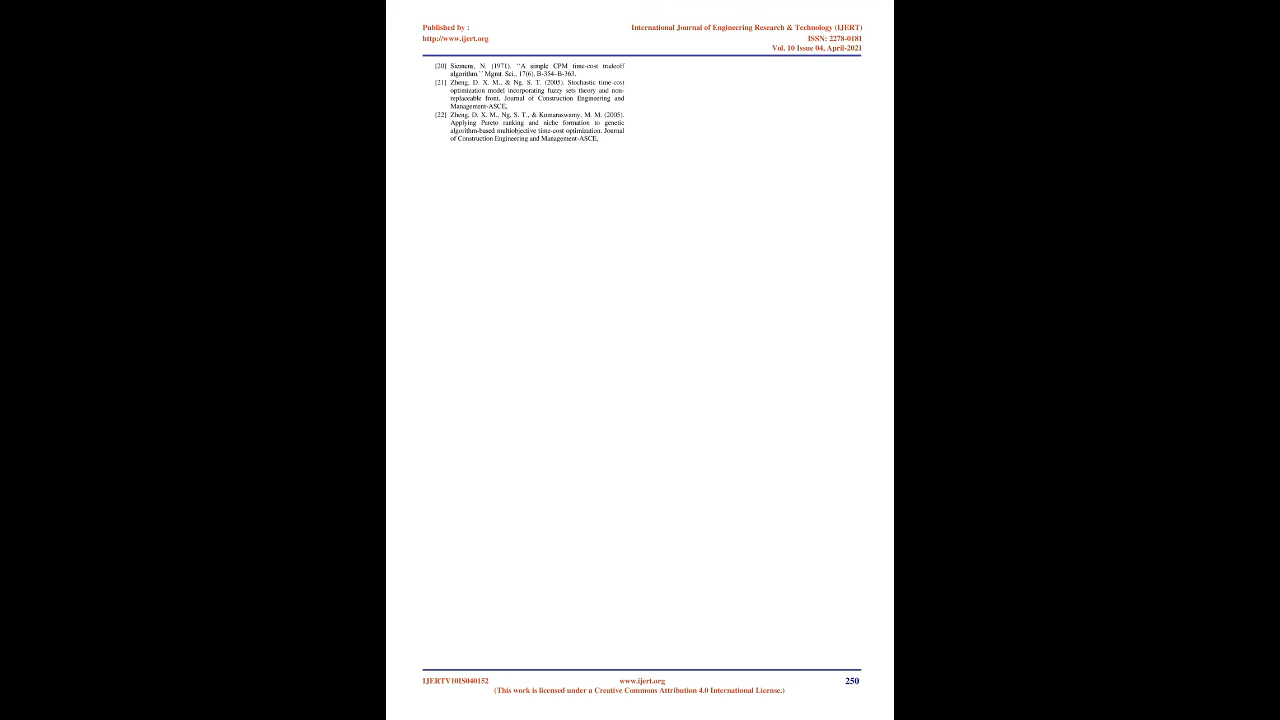 Published by :
http://www.ijert.org
International Journal of Engineering Research & Technology (IJERT)
ISSN: 2278-0181
Vol. 10 Issue 04, April-2021
[20] Siemens, N. (1971). ‘‘A simple CPM time-cost tradeoff
algorithm.’’ Mgmt. Sci., 17(6), B-354–B-363.
[21] Zheng, D. X. M., & Ng, S. T. (2005). Stochastic time-cost
optimization model incorporating fuzzy sets theory and non-
replaceable front. Journal of Construction Engineering and
Management-ASCE,
[22] Zheng, D. X. M., Ng, S. T., & Kumaraswamy, M. M. (2005).
Applying Pareto ranking and niche formation to genetic
algorithm-based multiobjective time-cost optimization. Journal
of Construction Engineering and Management-ASCE,
IJERTV10IS040152
www.ijert.org
250
(This work is licensed under a Creative Commons Attribution 4.0 International License.)